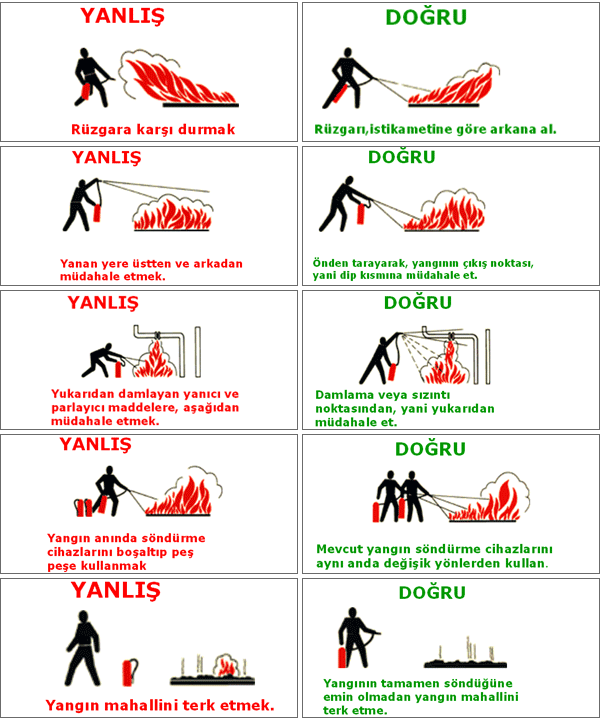 YANLIŞ
Rüzgara karşı durmak
DOĞRU
Rüzgarı,istikametine göre arkana al.
YANLIŞ
Yanan yere üstten ve arkadan
müdahale etmek.
DOĞRU
Önden tarayarak, yangının çıkış noktası,
yani dip kısmına müdahale et.
YANLIŞ
Yukarıdan damlayan yanıcı ve
parlayıcı maddelere, aşağıdan
müdahale etmek.
DOĞRU
Damlama veya sızıntı
noktasından, yani yukarıdan
müdahale et.
YANLIŞ
Yangın anında söndürme
cihazlarını boşaltıp peş
peşe kullanmak
DOĞRU
Mevcut yangın söndürme cihazlarını
aynı anda değişik yönlerden kullan.
YANLIŞ
Yangın mahallini terk etmek.
DOĞRU
Yangının tamamen söndüğüne
emin olmadan yangın mahallini
terk etme.